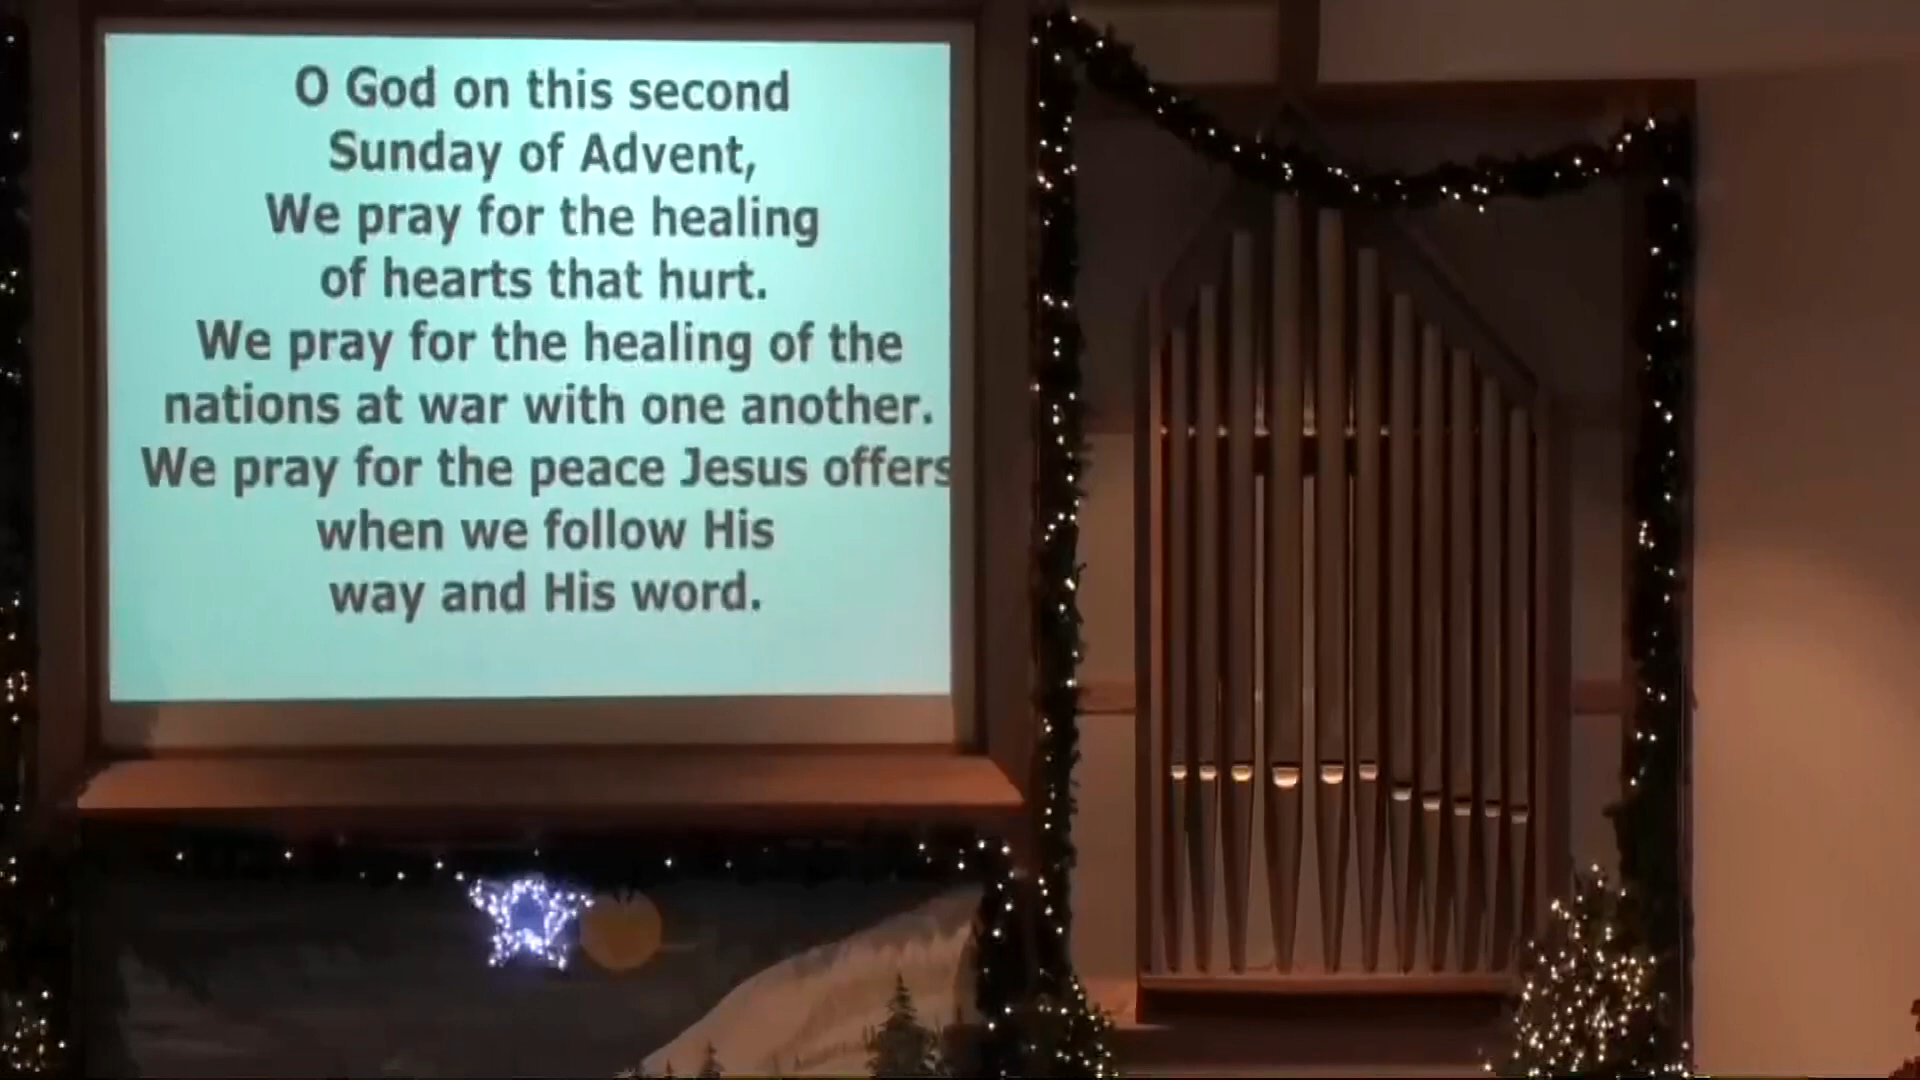 O God on this second
Sunday of Advent,
We pray for the healing
of hearts that hurt.
We pray for the healing of the
nations at war with one another.
We pray for the peace Jesus offers
when we follow His
way and His word.